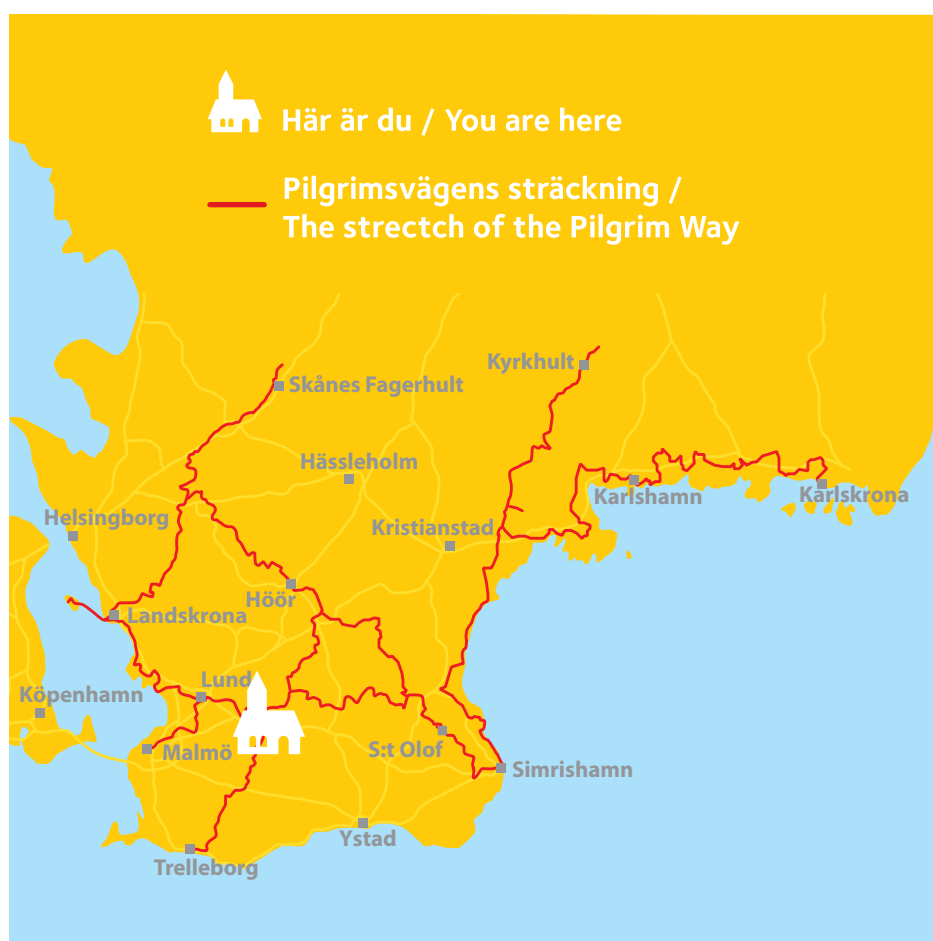 Här är du / You are here
Pilgrimsvägens sträckning /
The strectch of the Pilgrim Way
Kyrkhult
Skånes Fagerhult
Hässleholm
Karlshamn
Karlskrona
Helsingborg
Kristianstad
Höör
Landskrona
Lund
Köpenhamn
Malmö
S:t Olof
Simrishamn
Ystad
Trelleborg